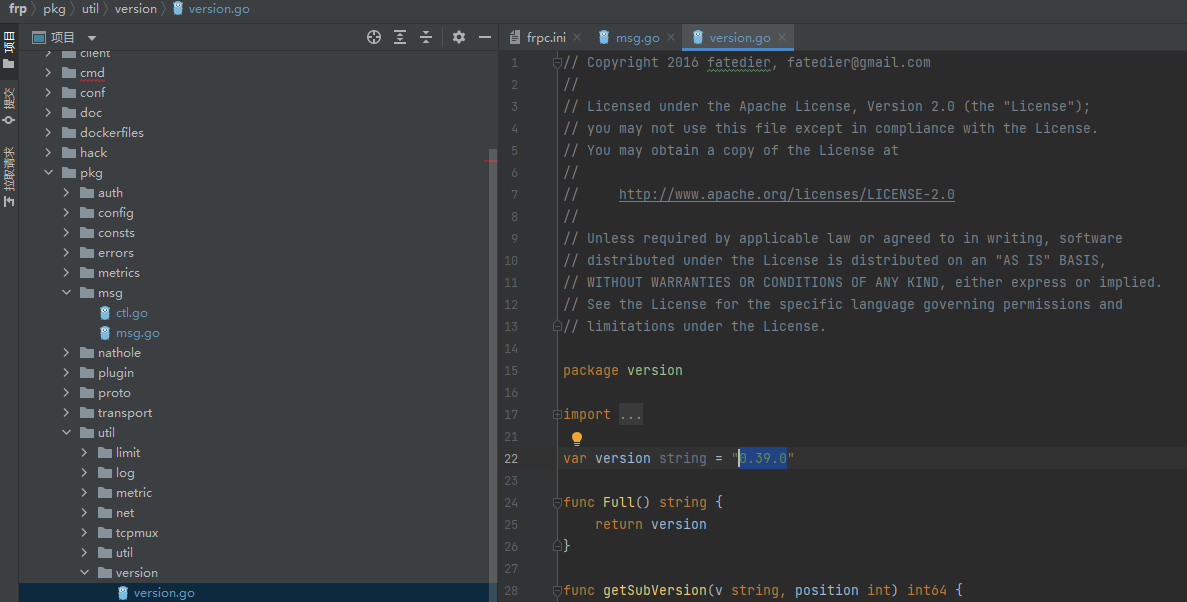 frp pkg util version version.go
项目
提交
拉取请求
项目
client
cmd
conf
doc
dockerfiles
hack
pkg
auth
config
consts
errors
metrics
msg
ctl.go
msg.go
nathole
plugin
proto
transport
util
limit
log
metric
net
tcpmux
util
version
version.go
frpc.ini msg.go version.go
1 // Copyright 2016 fatedier, fatedier@gmail.com
2 //
3 // Licensed under the Apache License, Version 2.0 (the "License");
4 // you may not use this file except in compliance with the License.
5 // You may obtain a copy of the License at
6 //
7 //     http://www.apache.org/licenses/LICENSE-2.0
8 //
9 // Unless required by applicable law or agreed to in writing, software
10 // distributed under the License is distributed on an "AS IS" BASIS,
11 // WITHOUT WARRANTIES OR CONDITIONS OF ANY KIND, either express or implied.
12 // See the License for the specific language governing permissions and
13 // limitations under the License.
14
15 package version
16
17 import ...
21
22 var version string = "0.39.0"
23
24 func Full() string {
25     return version
26 }
27
28 func getSubVersion(v string, position int) int64 {